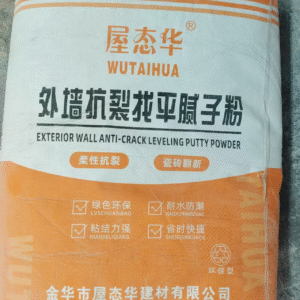 屋态华®
WUTAIHUA
外墙抗裂找平腻子粉
EXTERIOR WALL ANTI-CRACK LEVELING PUTTY POWDER
柔性抗裂 瓷砖翻新
绿色环保 耐水防潮
粘结力强 省时快捷
环保型
WUTAIHUA
金华市屋态华建材有限公司